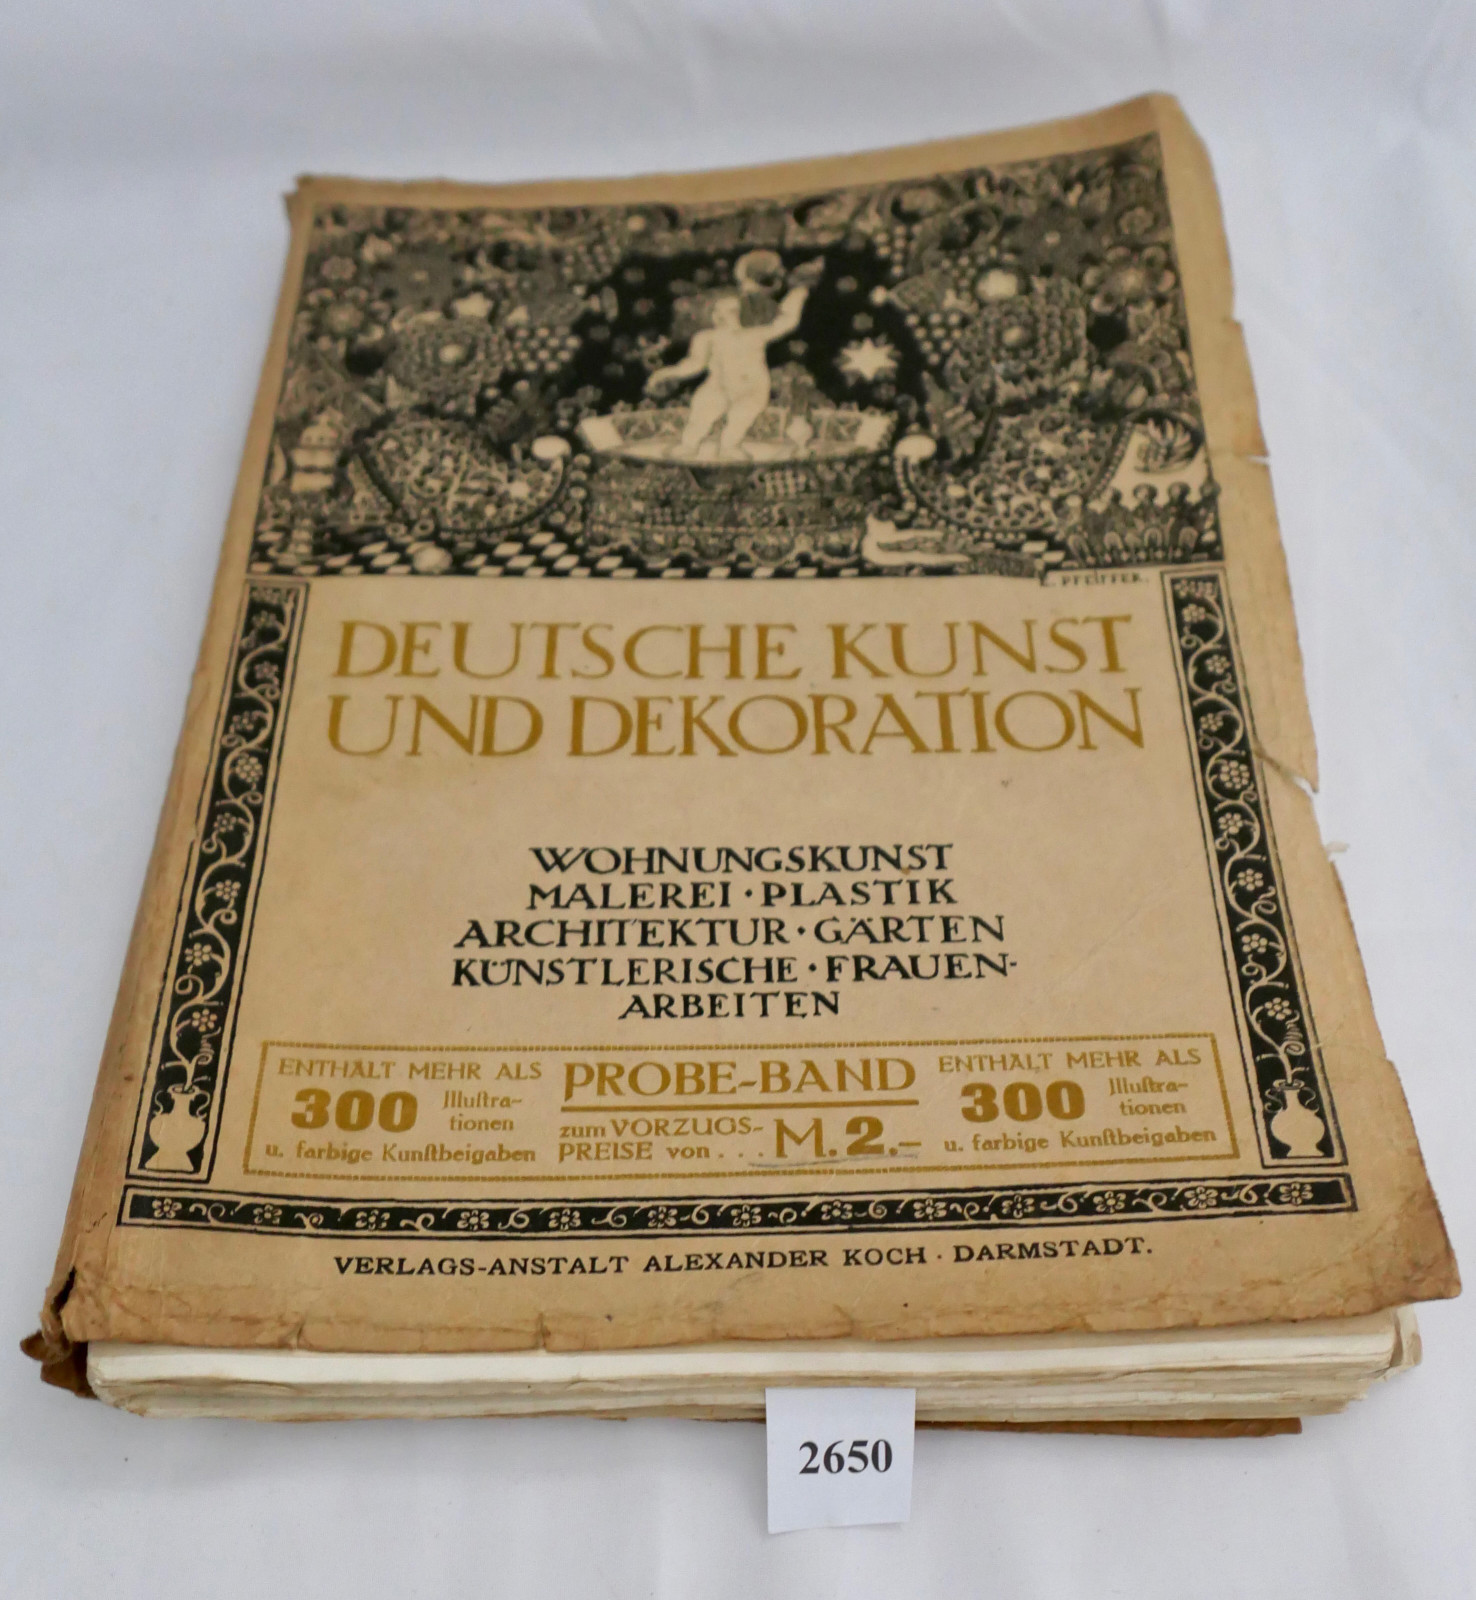 E. PFEIFFER.
DEUTSCHE KUNST
UND DEKORATION
WOHNUNGSKUNST
MALEREI · PLASTIK
ARCHITEKTUR · GÄRTEN
KÜNSTLERISCHE · FRAUEN-
ARBEITEN
ENTHÄLT MEHR ALS
300 Jlluſtra-
tionen
u. farbige Kunſtbeigaben
PROBE-BAND
zum VORZUGS-
PREISE von . . . M. 2.–
ENTHÄLT MEHR ALS
300 Jlluſtra-
tionen
u. farbige Kunſtbeigaben
VERLAGS-ANSTALT ALEXANDER KOCH · DARMSTADT.
2650